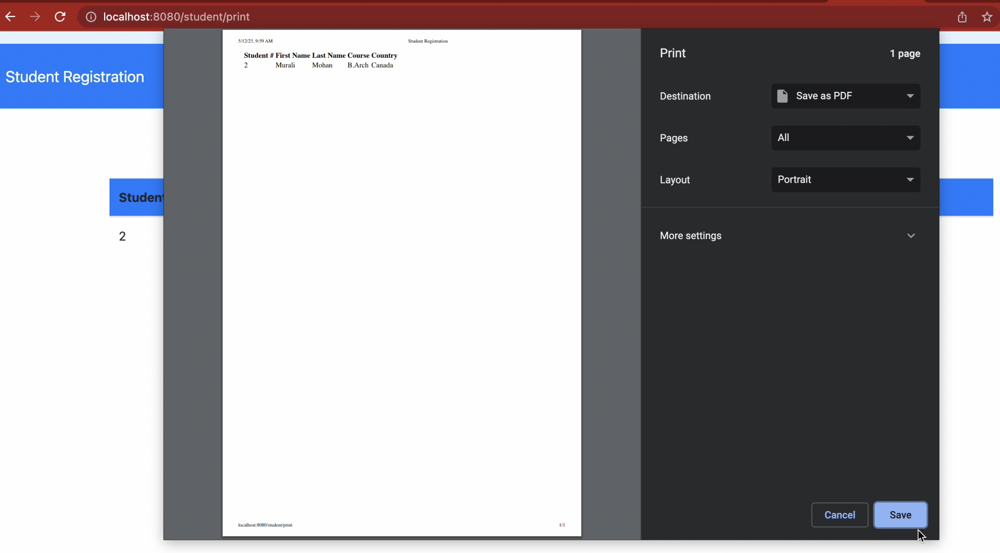 localhost:8080/student/print
Student Registration
Student
2
5/12/23, 9:59 AM Student Registration
Student # First Name Last Name Course Country
2 Murali Mohan B.Arch Canada
localhost:8080/student/print 1/1
Print 1 page
Destination Save as PDF
Pages All
Layout Portrait
More settings
Cancel Save